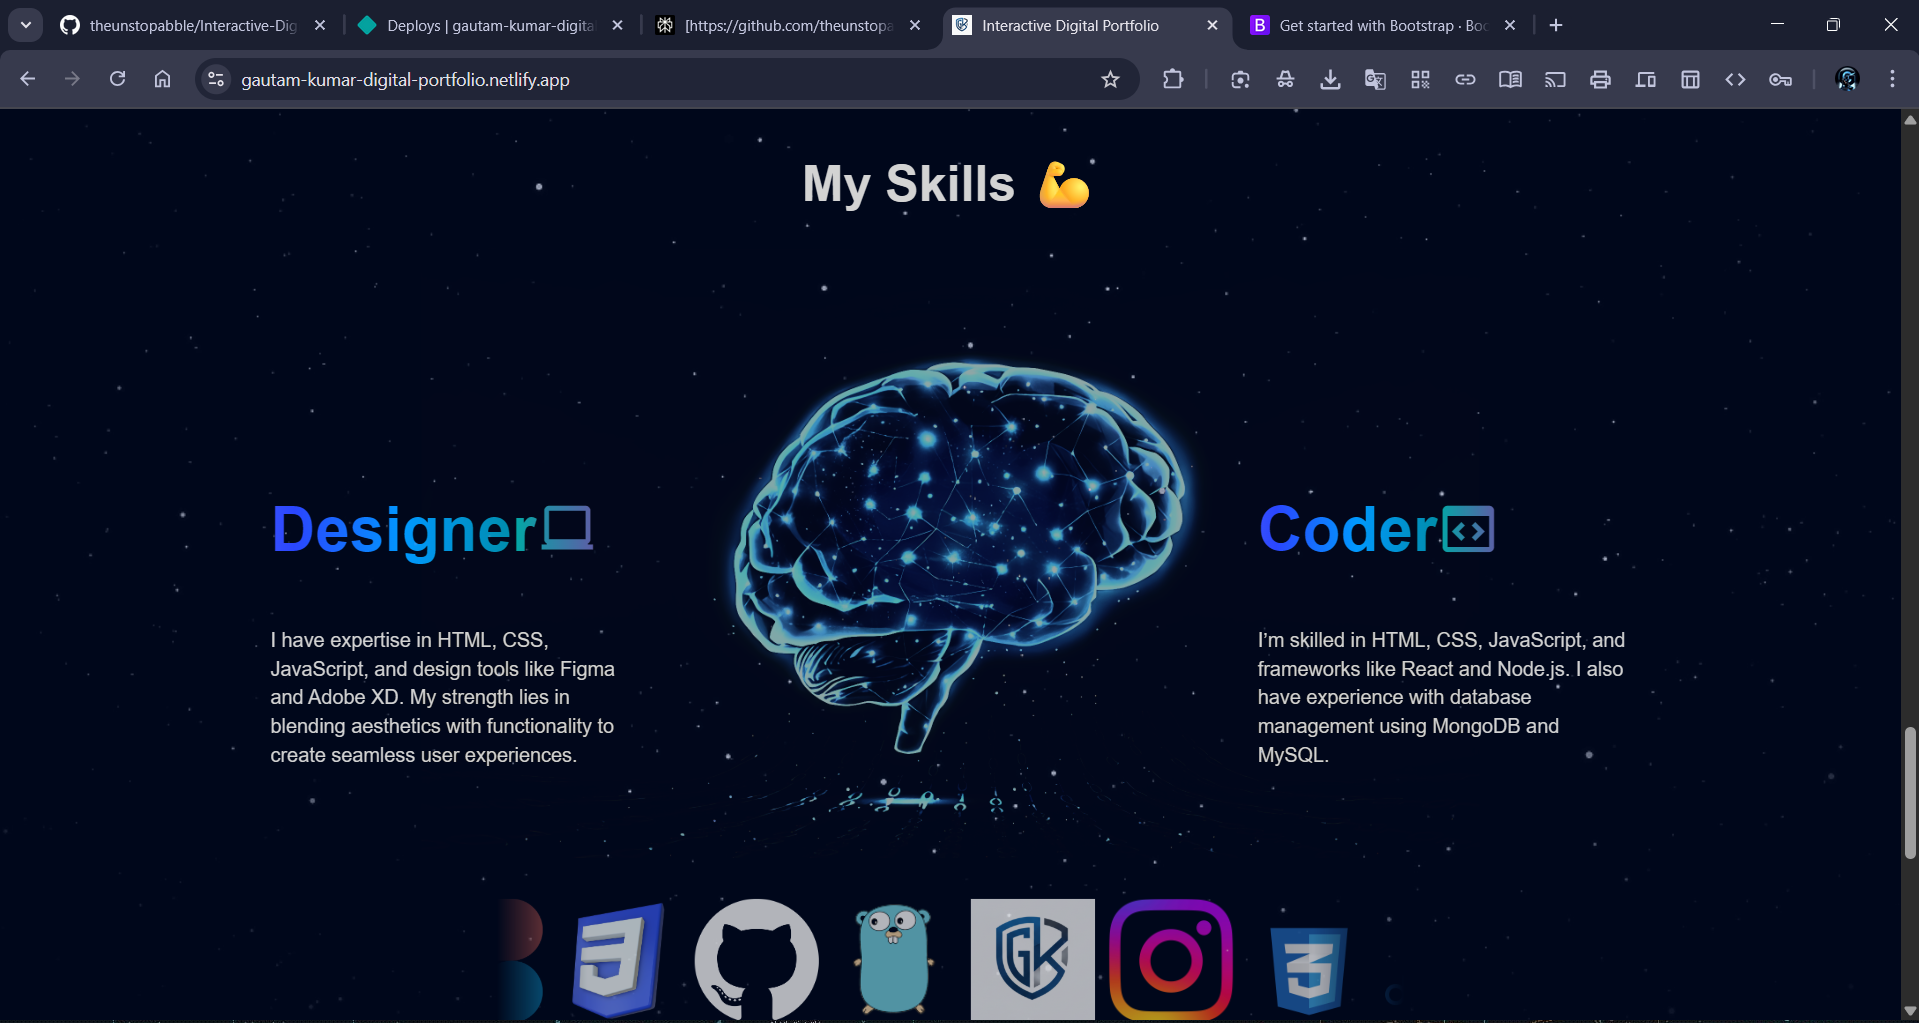 theunstopabble/Interactive-Dig
Deploys | gautam-kumar-digital
[https://github.com/theunstopa
Interactive Digital Portfolio
B
Get started with Bootstrap · Boo
gautam-kumar-digital-portfolio.netlify.app
My Skills 💪
Designer
Coder
I have expertise in HTML, CSS,
JavaScript, and design tools like Figma
and Adobe XD. My strength lies in
blending aesthetics with functionality to
create seamless user experiences.
I’m skilled in HTML, CSS, JavaScript, and
frameworks like React and Node.js. I also
have experience with database
management using MongoDB and
MySQL.
3
GK
3